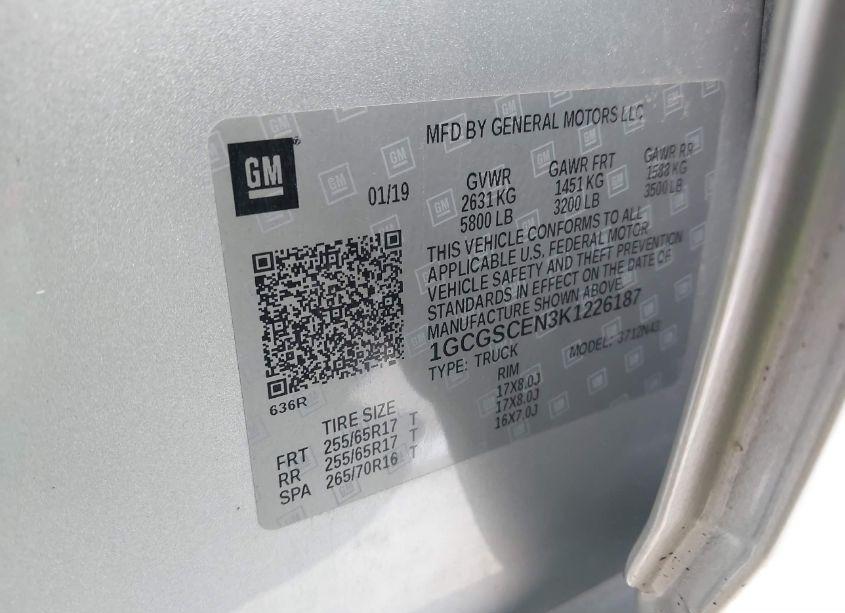 MFD BY GENERAL MOTORS LLC
GM
01/19
GVWR GAWR FRT GAWR RR
2631 KG 1451 KG 1588 KG
5800 LB 3200 LB 3500 LB
THIS VEHICLE CONFORMS TO ALL
APPLICABLE U.S. FEDERAL MOTOR
VEHICLE SAFETY AND THEFT PREVENTION
STANDARDS IN EFFECT ON THE DATE OF
MANUFACTURE SHOWN ABOVE.
1GCGSCEN3K1226187
TYPE: TRUCK MODEL: 3712N43
636R
TIRE SIZE RIM
FRT 255/65R17 T 17X8.0J
RR 255/65R17 T 17X8.0J
SPA 265/70R16 T 16X7.0J